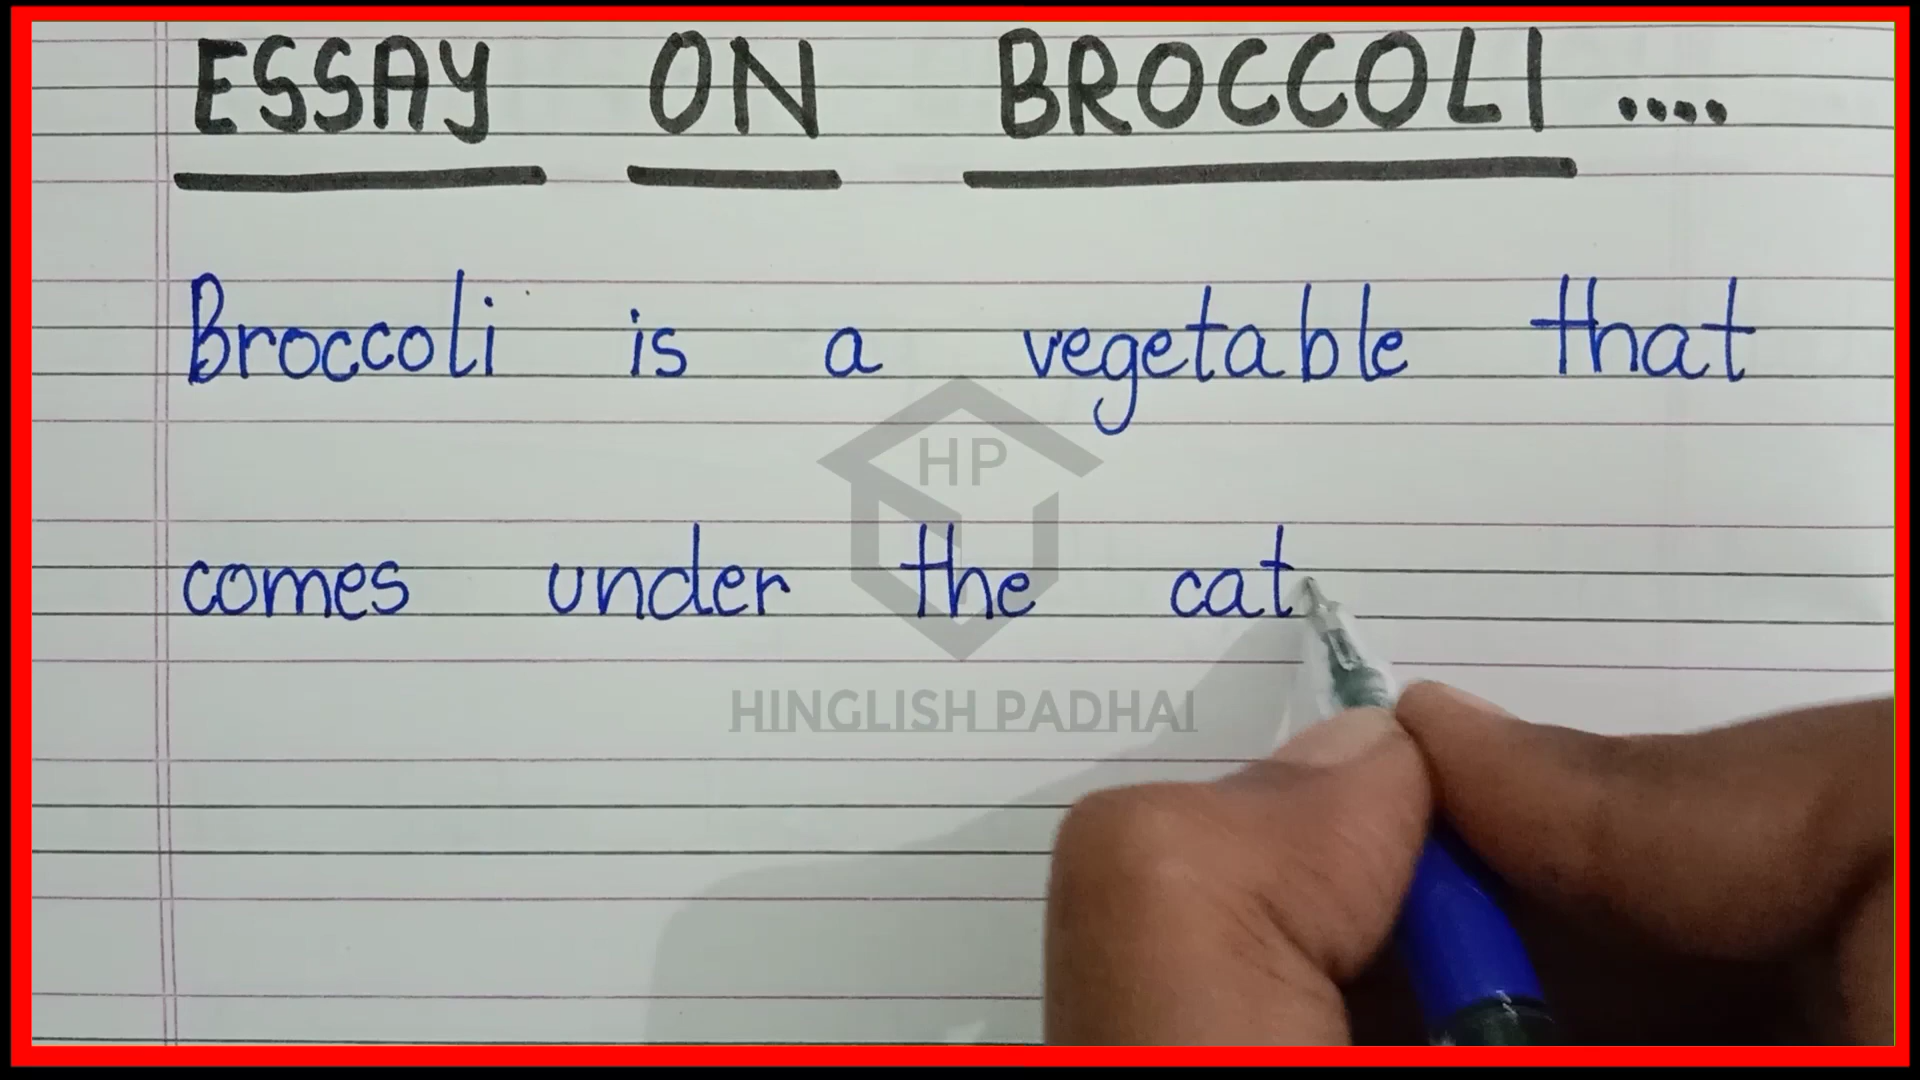 ESSAY ON BROCCOLI ....
Broccoli is a vegetable that
HP
comes under the cat
HINGLISH PADHAI